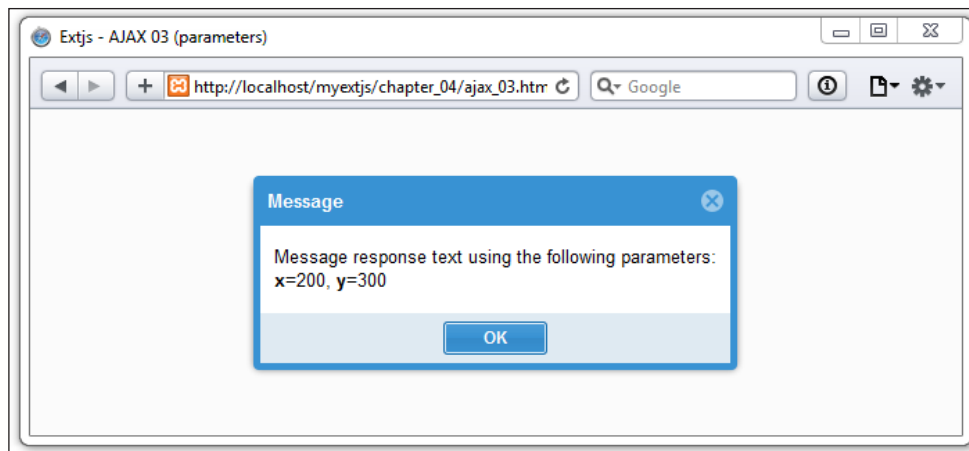 Extjs - AJAX 03 (parameters)
http://localhost/myextjs/chapter_04/ajax_03.htm
Google
Message
Message response text using the following parameters:
x=200, y=300
OK